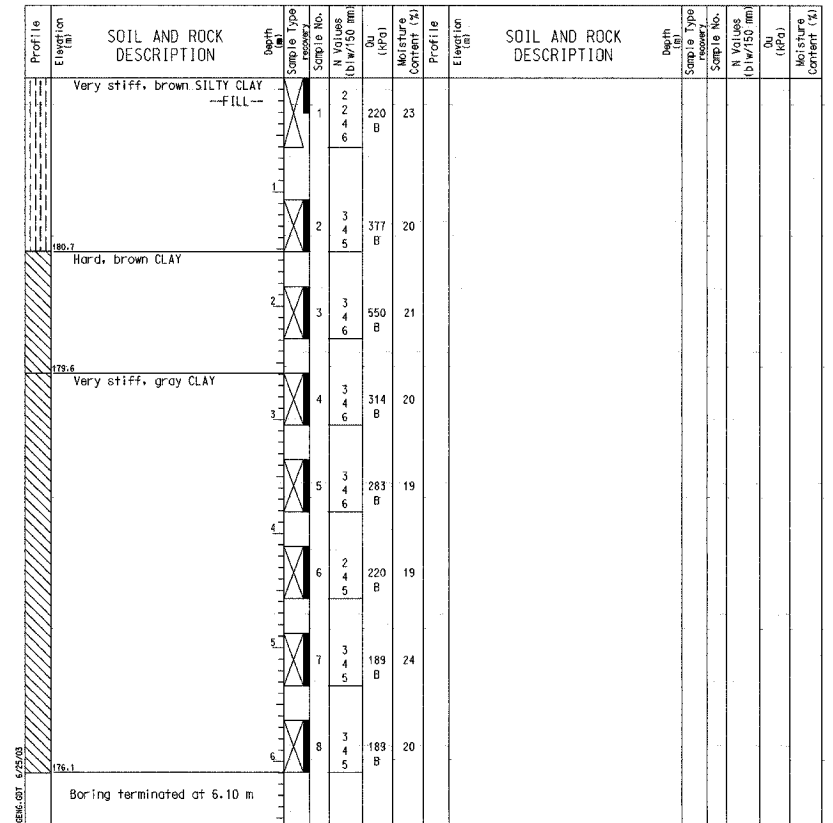 Profile Elevation (m) SOIL AND ROCK DESCRIPTION Depth (m) Sample Type recovery Sample No. N Values (blw/150 mm) Qu (kPa) Moisture Content (%) Profile Elevation (m) SOIL AND ROCK DESCRIPTION Depth (m) Sample Type recovery Sample No. N Values (blw/150 mm) Qu (kPa) Moisture Content (%)
Very stiff, brown SILTY CLAY
--FILL--
1 2 2 4 6 220 B 23
1
2 3 4 5 377 B 20
180.7
Hard, brown CLAY
2
3 3 4 6 550 B 21
179.6
Very stiff, gray CLAY
4 3 4 6 314 B 20
3
5 3 4 6 283 B 19
4
6 2 4 5 220 B 19
5
7 3 4 5 189 B 24
8 3 4 5 189 B 20
6
176.1
Boring terminated at 6.10 m
6/25/03